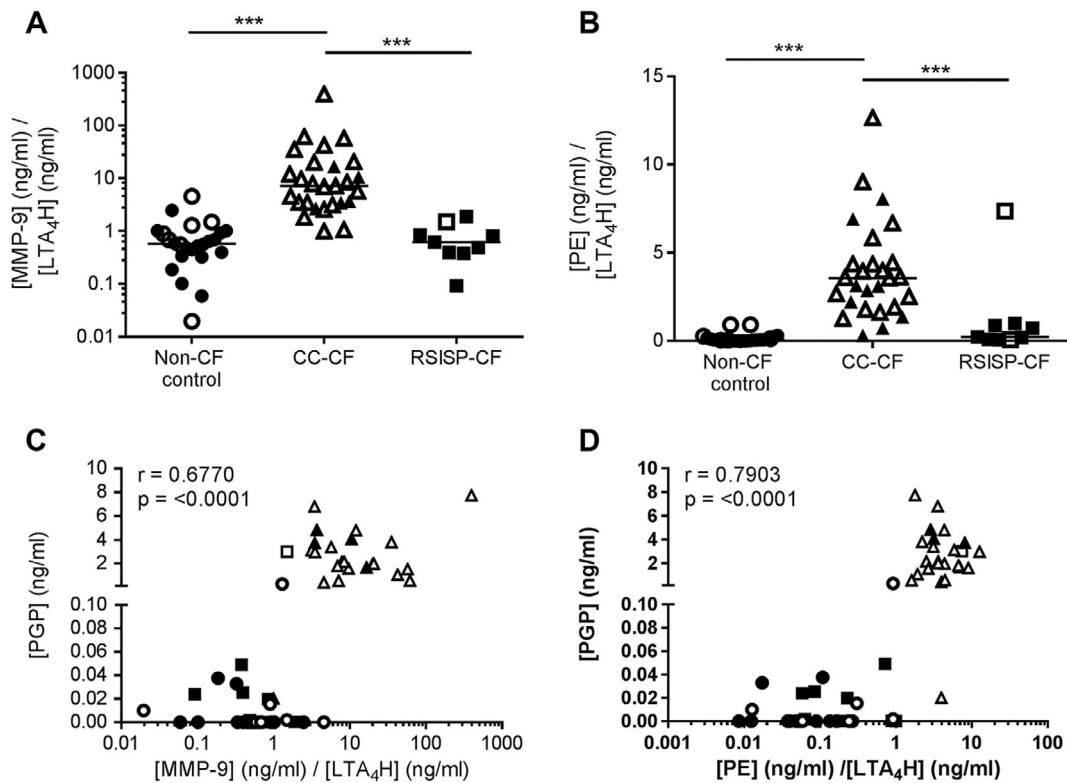 A
***
***
[MMP-9] (ng/ml) /
[LTA₄H] (ng/ml)
1000
100
10
1
0.1
0.01
Non-CF
control
CC-CF
RSISP-CF
B
***
***
[PE] (ng/ml) /
[LTA₄H] (ng/ml)
15
10
5
0
Non-CF
control
CC-CF
RSISP-CF
C
r = 0.6770
p = <0.0001
[PGP] (ng/ml)
10
8
6
4
2
0.10
0.08
0.06
0.04
0.02
0.00
0.01 0.1 1 10 100 1000
[MMP-9] (ng/ml) / [LTA₄H] (ng/ml)
D
r = 0.7903
p = <0.0001
[PGP] (ng/ml)
10
8
6
4
2
0.10
0.08
0.06
0.04
0.02
0.00
0.001 0.01 0.1 1 10 100
[PE] (ng/ml) /[LTA₄H] (ng/ml)